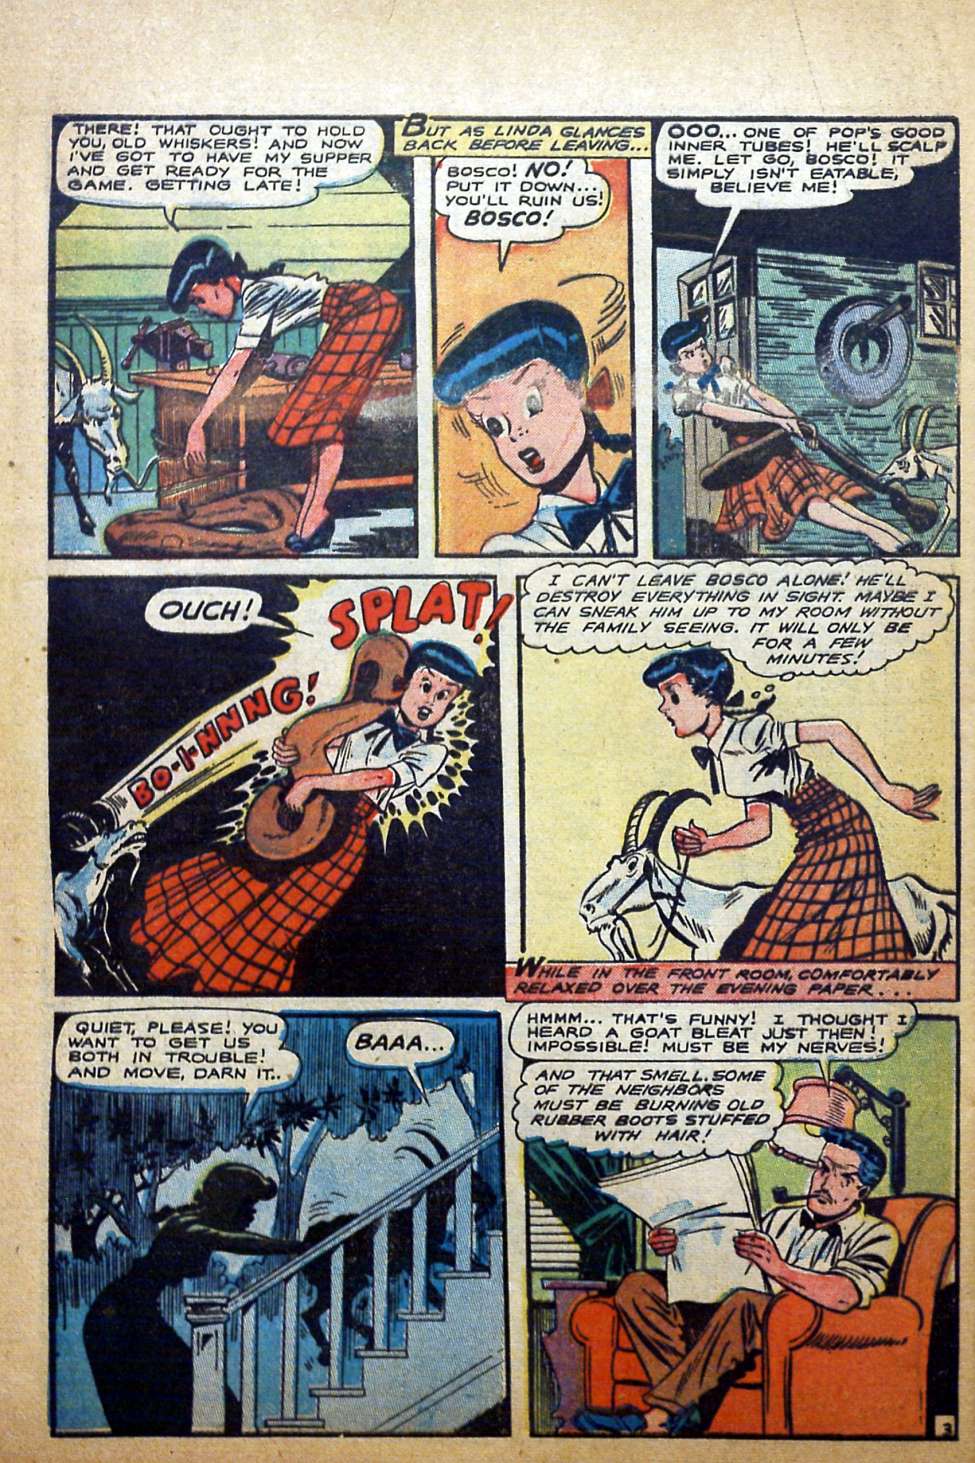 THERE! THAT OUGHT TO HOLD
YOU, OLD WHISKERS! AND NOW
I'VE GOT TO HAVE MY SUPPER
AND GET READY FOR THE
GAME. GETTING LATE!
BUT AS LINDA GLANCES
BACK BEFORE LEAVING...
BOSCO! NO!
PUT IT DOWN...
YOU'LL RUIN US!
BOSCO!
OOO... ONE OF POP'S GOOD
INNER TUBES! HE'LL SCALP
ME. LET GO, BOSCO! IT
SIMPLY ISN'T EATABLE,
BELIEVE ME!
OUCH!
SPLAT!
BO-I-NNNNG!
I CAN'T LEAVE BOSCO ALONE! HE'LL
DESTROY EVERYTHING IN SIGHT. MAYBE I
CAN SNEAK HIM UP TO MY ROOM WITHOUT
THE FAMILY SEEING. IT WILL ONLY BE
FOR A FEW
MINUTES!
WHILE IN THE FRONT ROOM, COMFORTABLY
RELAXED OVER THE EVENING PAPER...
QUIET, PLEASE! YOU
WANT TO GET US
BOTH IN TROUBLE!
AND MOVE, DARN IT..
BAAA...
HMMM... THAT'S FUNNY! I THOUGHT I
HEARD A GOAT BLEAT JUST THEN!
IMPOSSIBLE! MUST BE MY NERVES!
AND THAT SMELL. SOME
OF THE NEIGHBORS
MUST BE BURNING OLD
RUBBER BOOTS STUFFED
WITH HAIR!
3